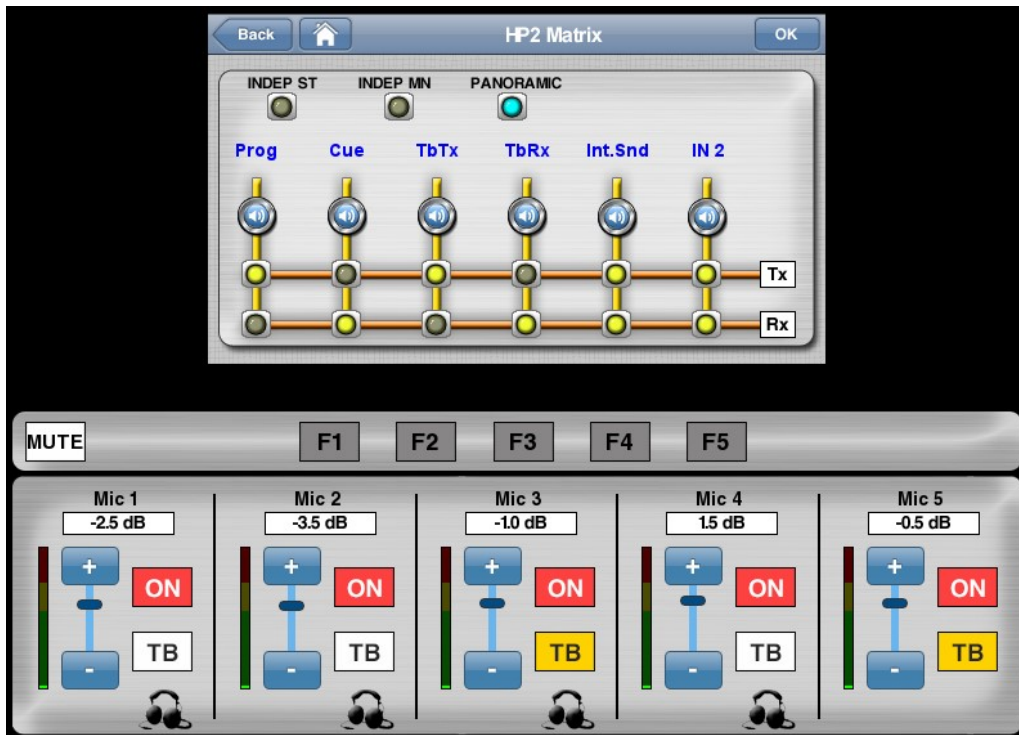 Back HP2 Matrix OK
INDEP ST INDEP MN PANORAMIC
Prog Cue TbTx TbRx Int.Snd IN 2
Tx
Rx
MUTE F1 F2 F3 F4 F5
Mic 1 Mic 2 Mic 3 Mic 4 Mic 5
-2.5 dB -3.5 dB -1.0 dB 1.5 dB -0.5 dB
+ + + + +
ON ON ON ON ON
TB TB TB TB TB
- - - - -